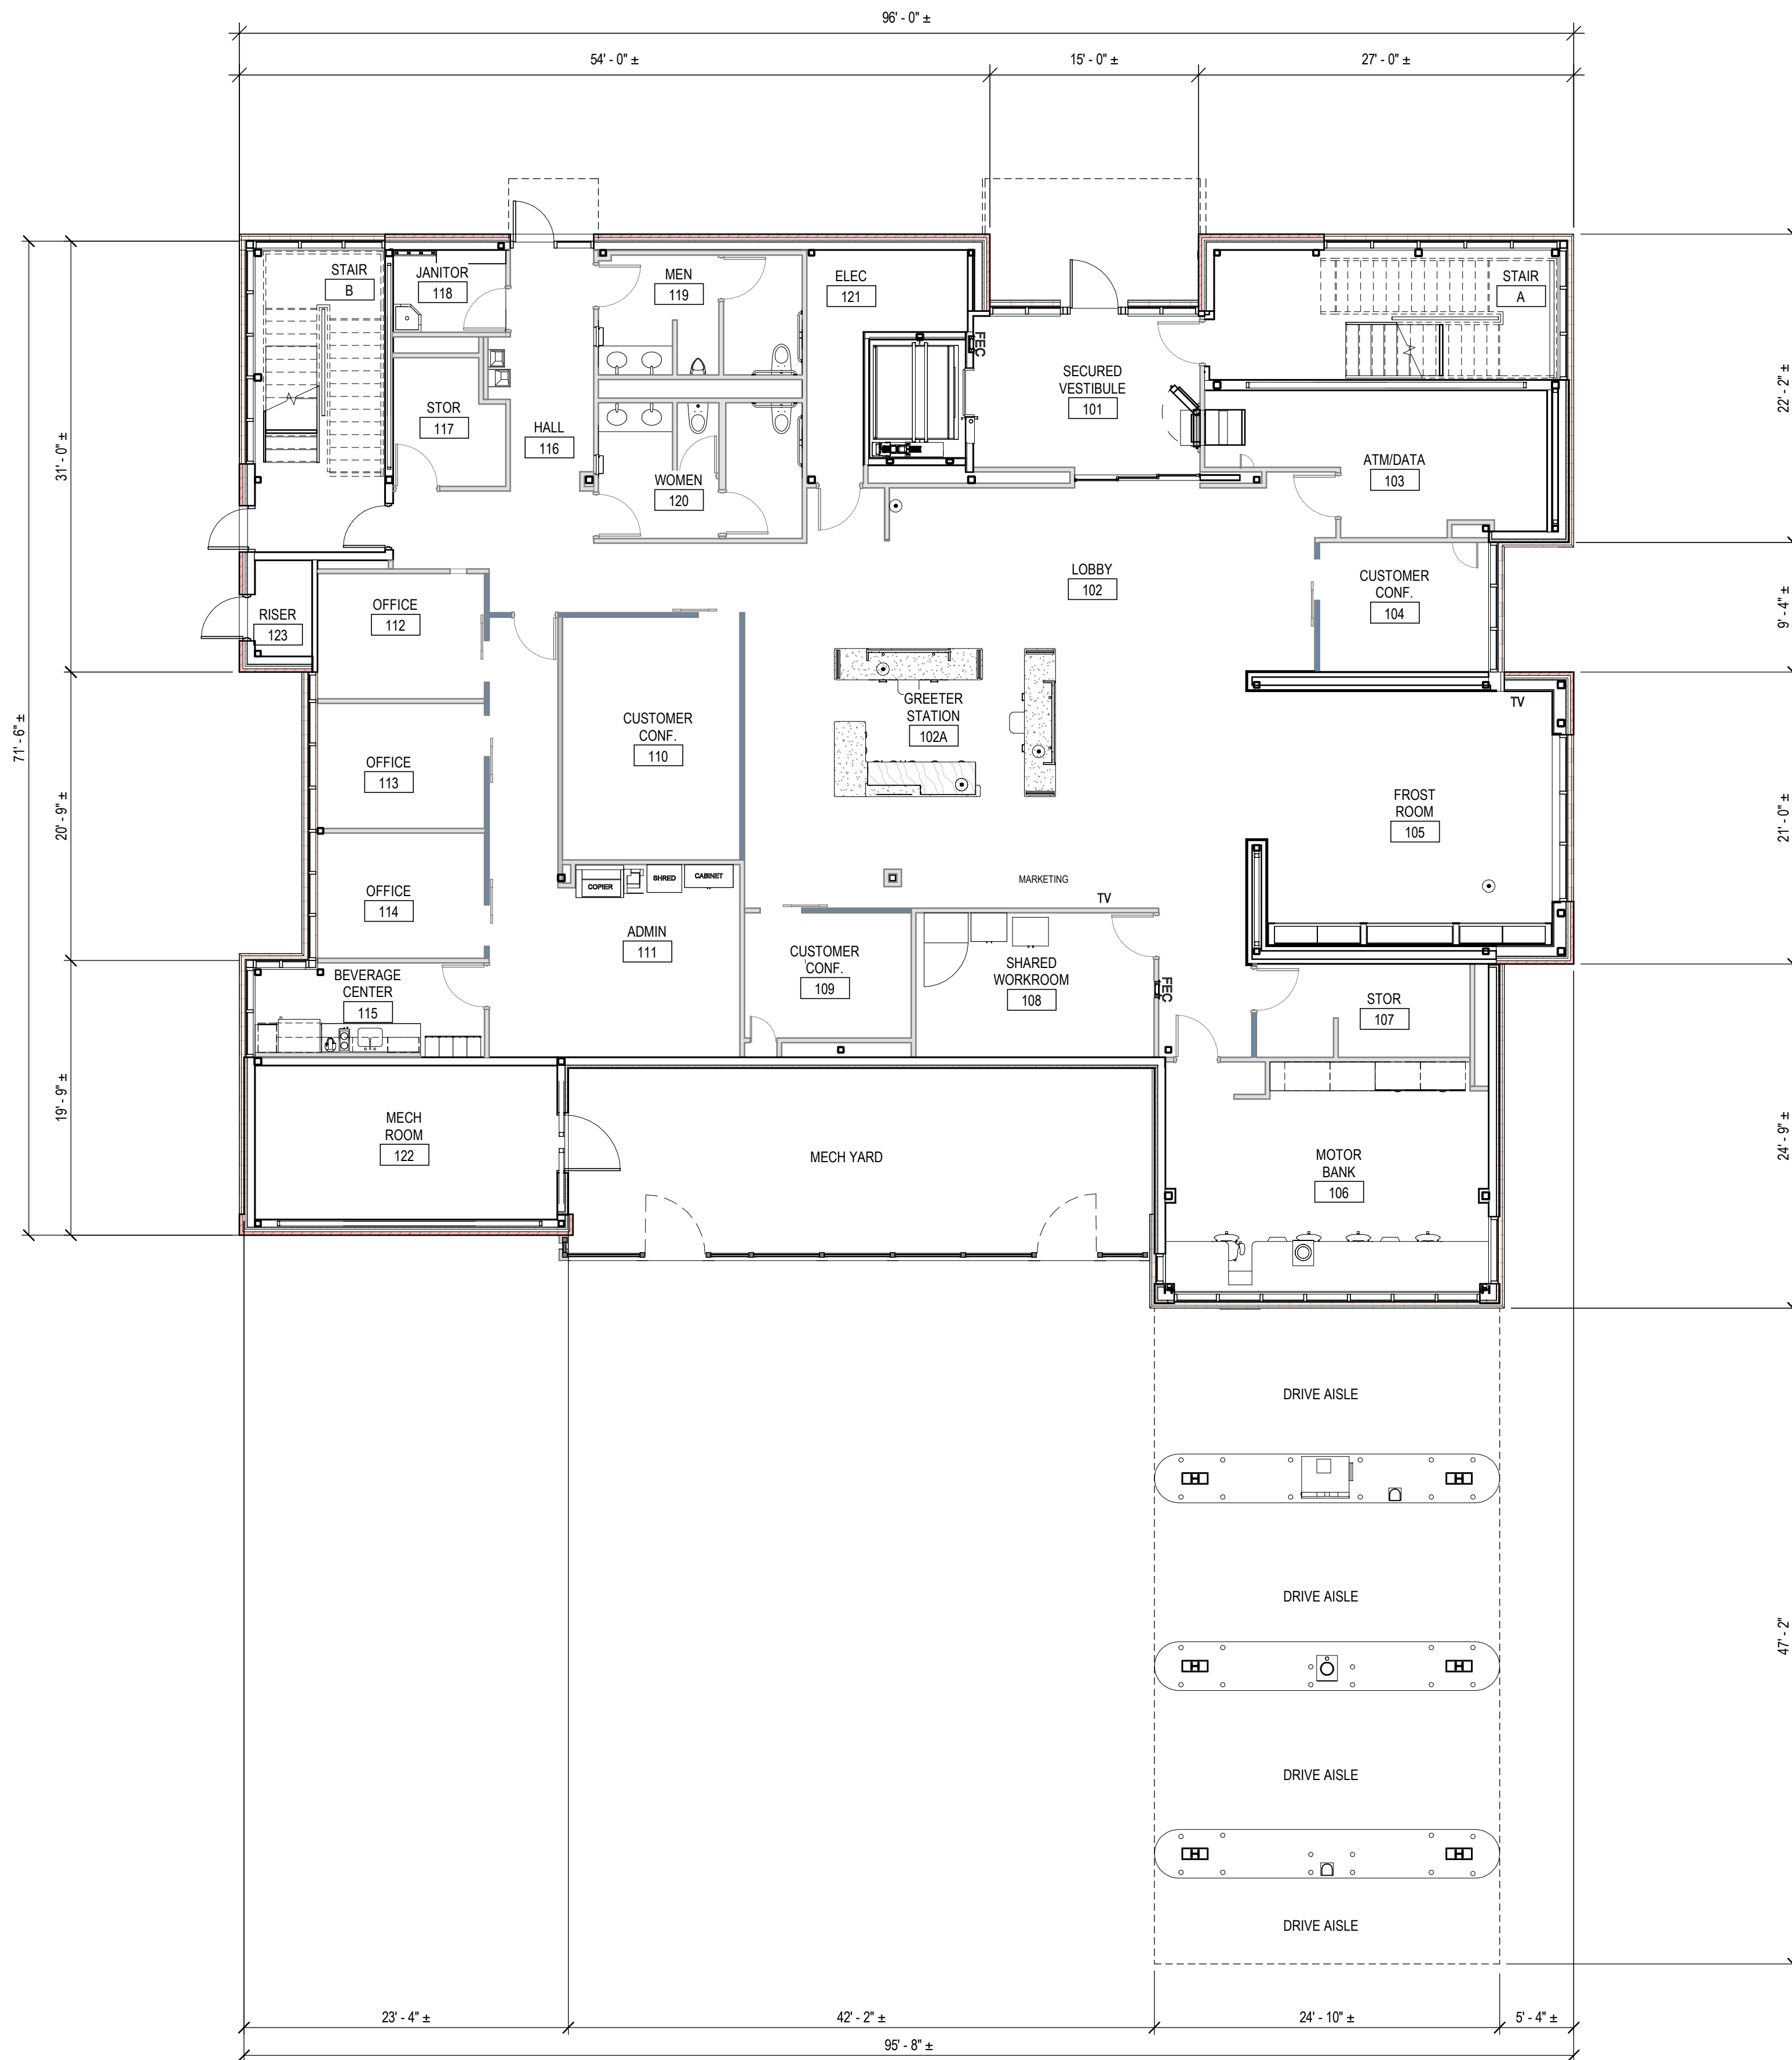 96' - 0" ±
54' - 0" ±
15' - 0" ±
27' - 0" ±
STAIR
B
JANITOR
118
MEN
119
ELEC
121
STAIR
A
FEC
SECURED
VESTIBULE
101
22' - 2" ±
STOR
117
HALL
116
31' - 0" ±
WOMEN
120
ATM/DATA
103
LOBBY
102
CUSTOMER
CONF.
104
9' - 4" ±
OFFICE
112
RISER
123
GREETER
STATION
102A
TV
CUSTOMER
CONF.
110
71' - 6" ±
OFFICE
113
20' - 9" ±
FROST
ROOM
105
21' - 0" ±
OFFICE
114
COPIER
SHRED
CABINET
MARKETING
TV
ADMIN
111
CUSTOMER
CONF.
109
SHARED
WORKROOM
108
FEC
BEVERAGE
CENTER
115
STOR
107
19' - 9" ±
MECH
ROOM
122
MECH YARD
MOTOR
BANK
106
24' - 9" ±
DRIVE AISLE
DRIVE AISLE
47' - 2"
DRIVE AISLE
DRIVE AISLE
23' - 4" ±
42' - 2" ±
24' - 10" ±
5' - 4" ±
95' - 8" ±